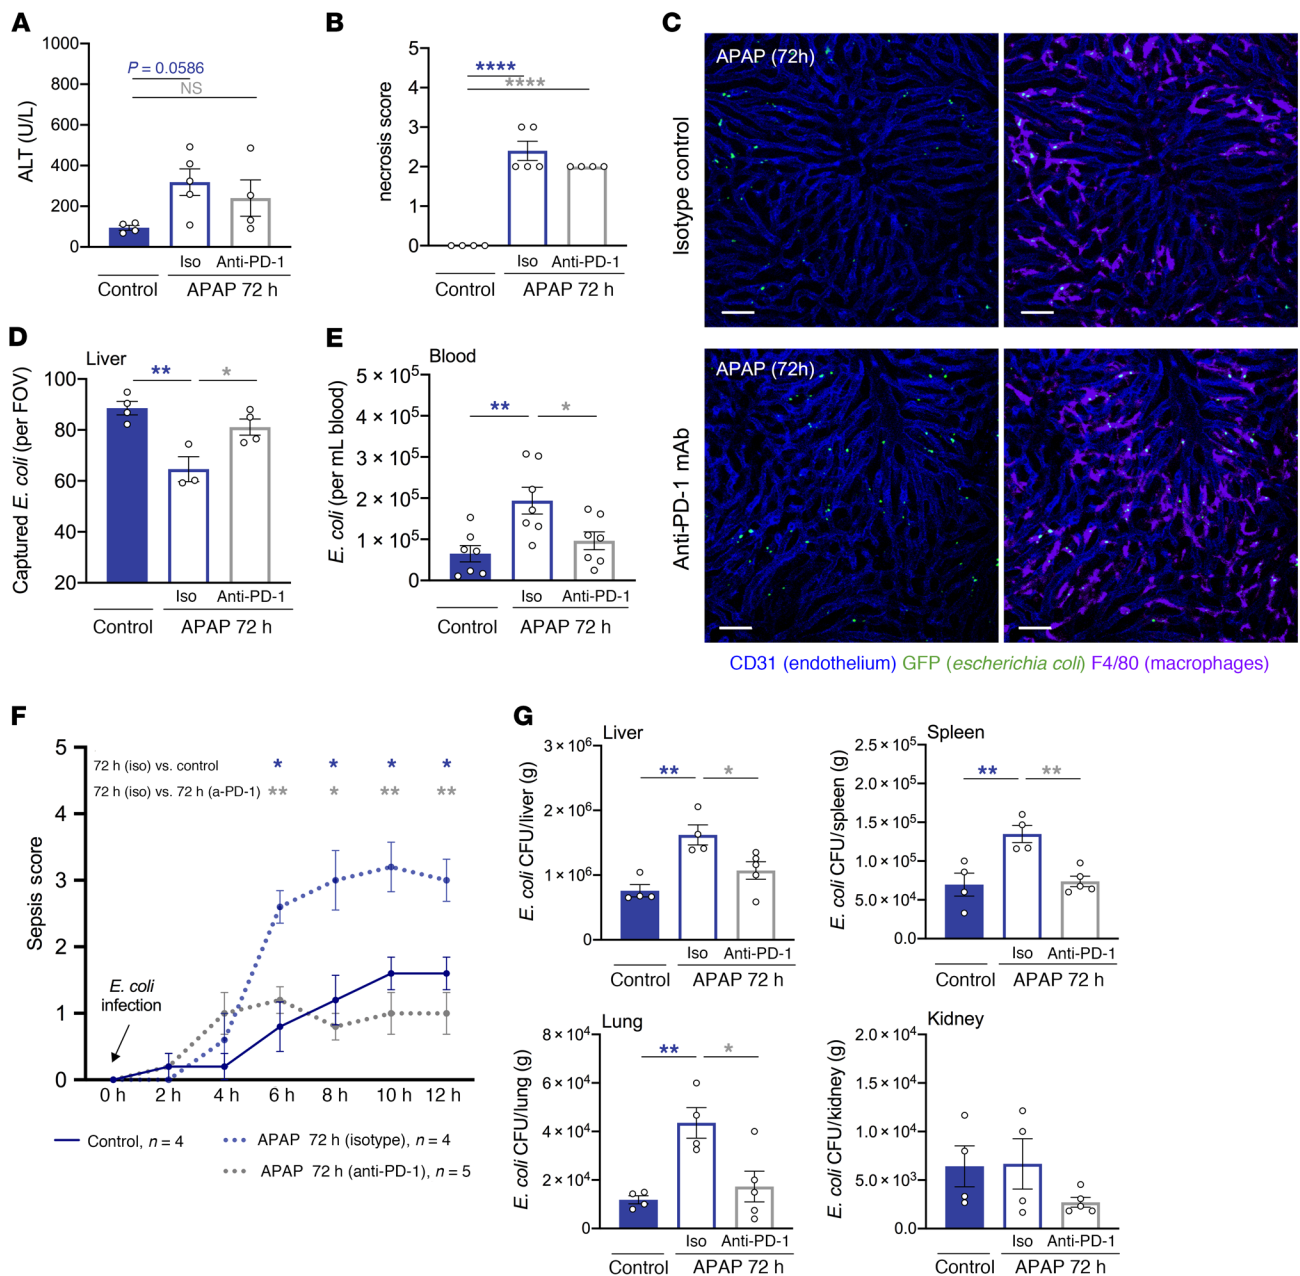 A
1000
800
600
400
200
0
ALT (U/L)
P = 0.0586
NS
Iso Anti-PD-1
Control APAP 72 h
B
5
4
3
2
1
0
necrosis score
****
****
Iso Anti-PD-1
Control APAP 72 h
C
Isotype control
APAP (72h)
Anti-PD-1 mAb
APAP (72h)
CD31 (endothelium) GFP (escherichia coli) F4/80 (macrophages)
D
Liver
100
80
60
40
20
Captured E. coli (per FOV)
** *
Iso Anti-PD-1
Control APAP 72 h
E
Blood
5 × 10⁵
4 × 10⁵
3 × 10⁵
2 × 10⁵
1 × 10⁵
0
E. coli (per mL blood)
** *
Iso Anti-PD-1
Control APAP 72 h
F
5
4
3
2
1
0
Sepsis score
72 h (iso) vs. control * * * *
72 h (iso) vs. 72 h (a-PD-1) ** * ** **
E. coli
infection
0 h 2 h 4 h 6 h 8 h 10 h 12 h
Control, n = 4
APAP 72 h (isotype), n = 4
APAP 72 h (anti-PD-1), n = 5
G
Liver
3 × 10⁶
2 × 10⁶
1 × 10⁶
0
E. coli CFU/liver (g)
** *
Iso Anti-PD-1
Control APAP 72 h
Spleen
2.5 × 10⁵
2.0 × 10⁵
1.5 × 10⁵
1.0 × 10⁵
5.0 × 10⁴
0.0
E. coli CFU/spleen (g)
** **
Iso Anti-PD-1
Control APAP 72 h
Lung
8 × 10⁴
6 × 10⁴
4 × 10⁴
2 × 10⁴
0
E. coli CFU/lung (g)
** *
Iso Anti-PD-1
Control APAP 72 h
Kidney
2.0 × 10⁴
1.5 × 10⁴
1.0 × 10⁴
5.0 × 10³
0.0
E. coli CFU/kidney (g)
Iso Anti-PD-1
Control APAP 72 h